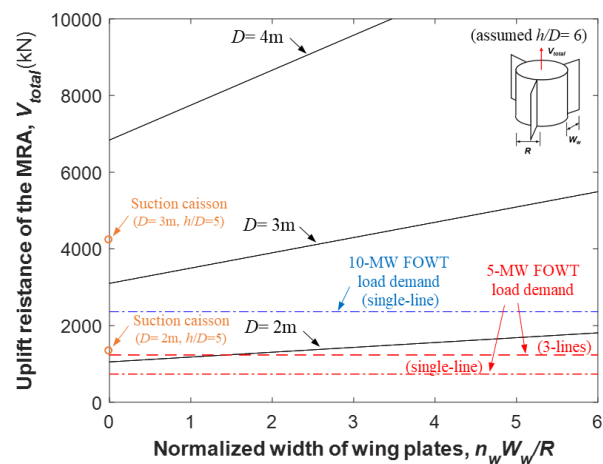 10000
8000
6000
4000
2000
0
Uplift reistance of the MRA, V_total(kN)
D= 4m
(assumed h/D= 6)
V_total
R
W_w
Suction caisson
(D= 3m, h/D=5)
D= 3m
10-MW FOWT
load demand
(single-line)
5-MW FOWT
load demand
Suction caisson
(D= 2m, h/D=5)
D= 2m
(3-lines)
(single-line)
0 1 2 3 4 5 6
Normalized width of wing plates, n_wW_w/R